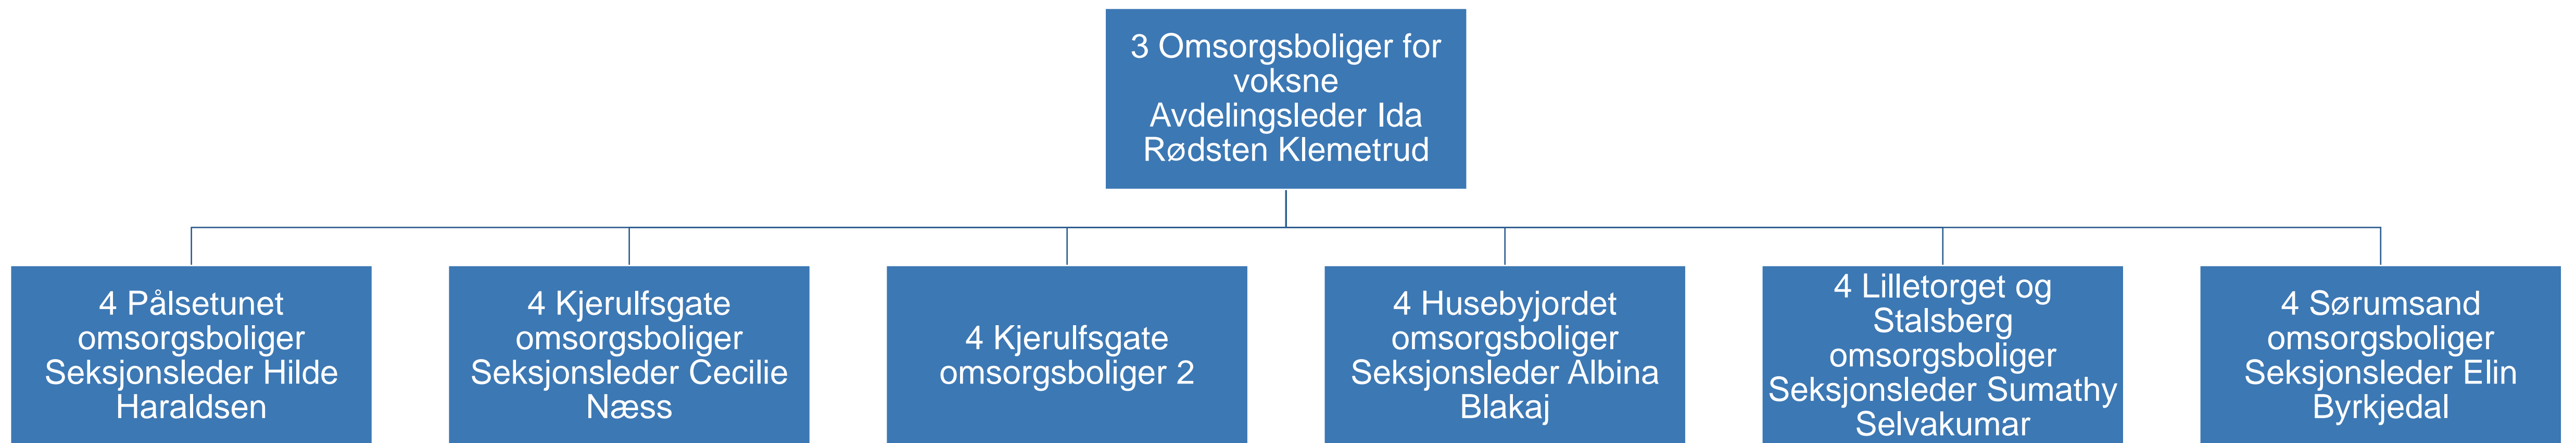 3 Omsorgsboliger for
voksne
Avdelingsleder Ida
Rødsten Klemetrud
4 Pålsetunet
omsorgsboliger
Seksjonsleder Hilde
Haraldsen
4 Kjerulfsgate
omsorgsboliger
Seksjonsleder Cecilie
Næss
4 Kjerulfsgate
omsorgsboliger 2
4 Husebyjordet
omsorgsboliger
Seksjonsleder Albina
Blakaj
4 Lilletorget og
Stalsberg
omsorgsboliger
Seksjonsleder Sumathy
Selvakumar
4 Sørumsand
omsorgsboliger
Seksjonsleder Elin
Byrkjedal